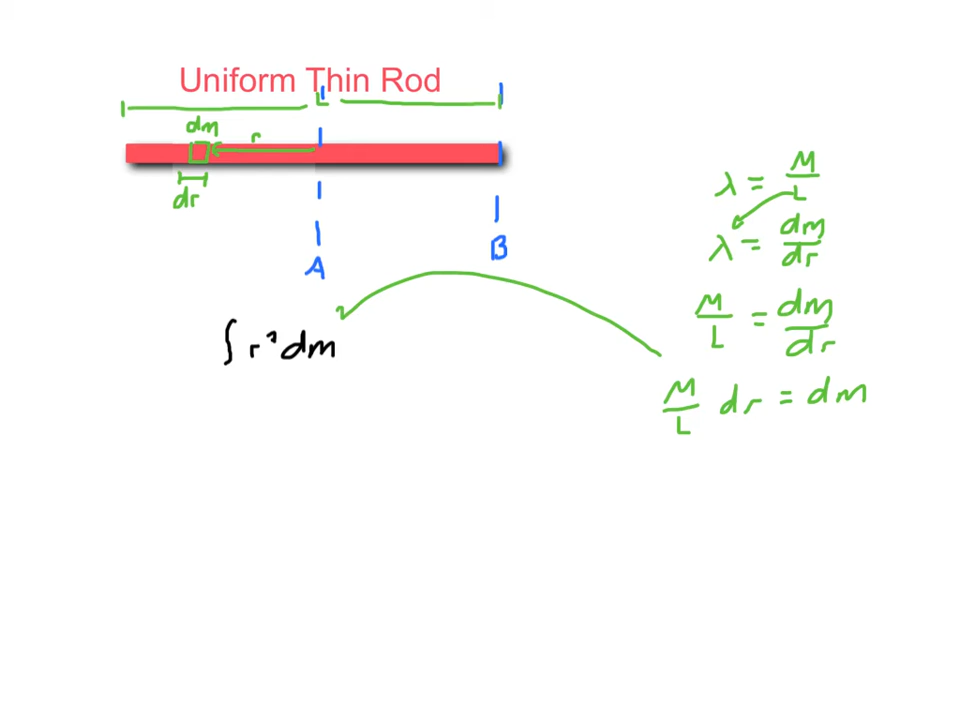 Uniform Thin Rod
L
dm
r
dr
A
B
λ = M/L
λ = dm/dr
M/L = dm/dr
M/L dr = dm
∫ r² dm